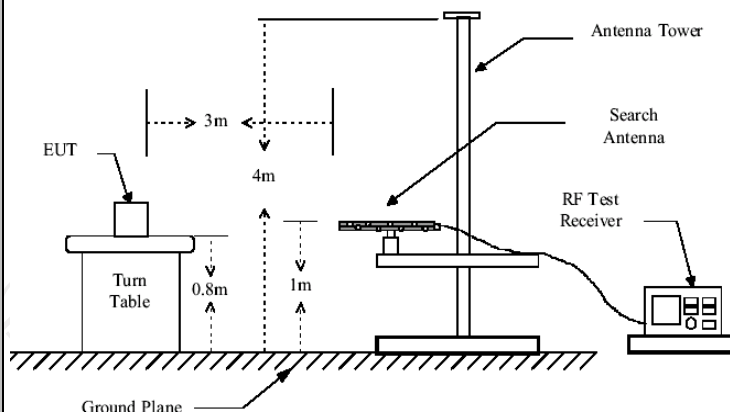 Antenna Tower
3m
Search
Antenna
EUT
4m
RF Test
Receiver
Turn
Table
0.8m
1m
Ground Plane